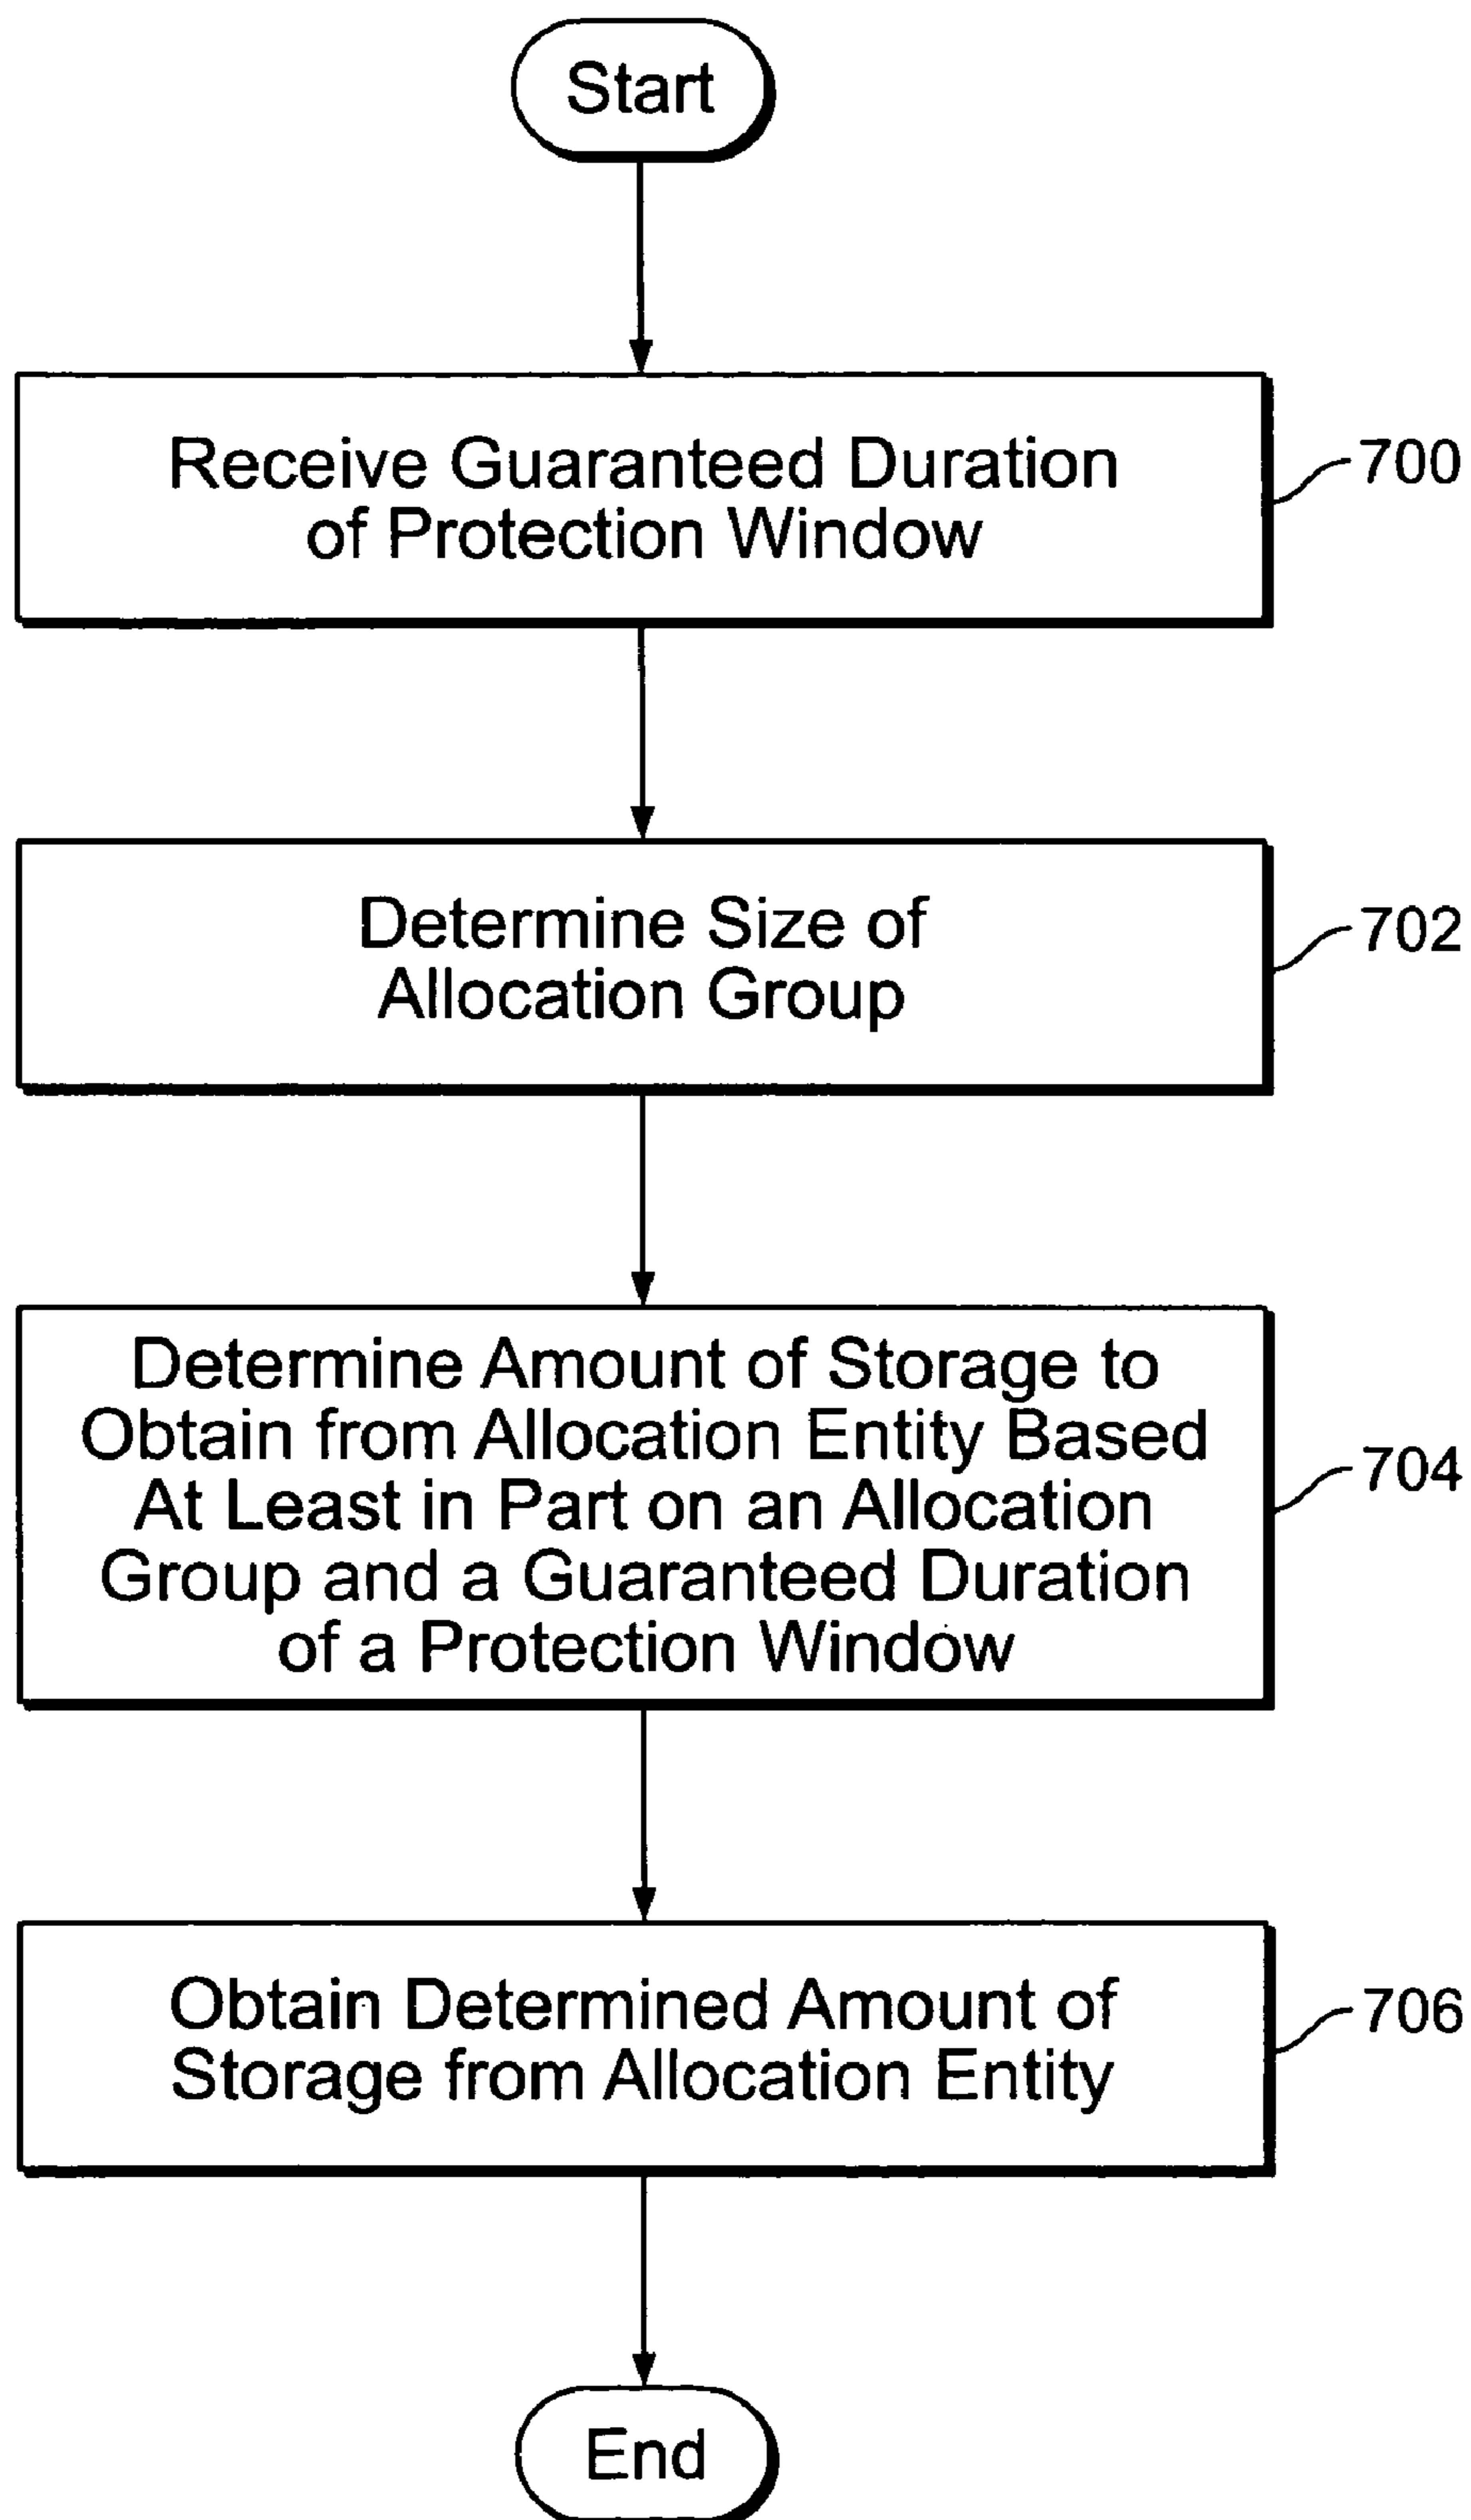 Start
Receive Guaranteed Duration
of Protection Window
700
Determine Size of
Allocation Group
702
Determine Amount of Storage to
Obtain from Allocation Entity Based
At Least in Part on an Allocation
Group and a Guaranteed Duration
of a Protection Window
704
Obtain Determined Amount of
Storage from Allocation Entity
706
End